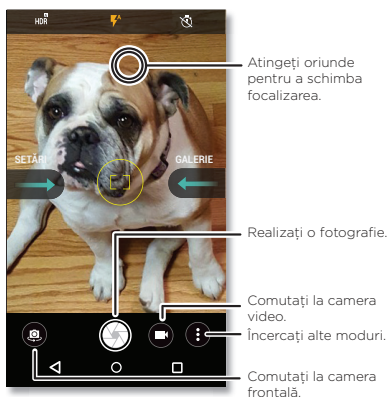 HDR
A
Atingeți oriunde
pentru a schimba
focalizarea.
SETĂRI
GALERIE
Realizați o fotografie.
Comutați la camera
video.
Încercați alte moduri.
Comutați la camera
frontală.